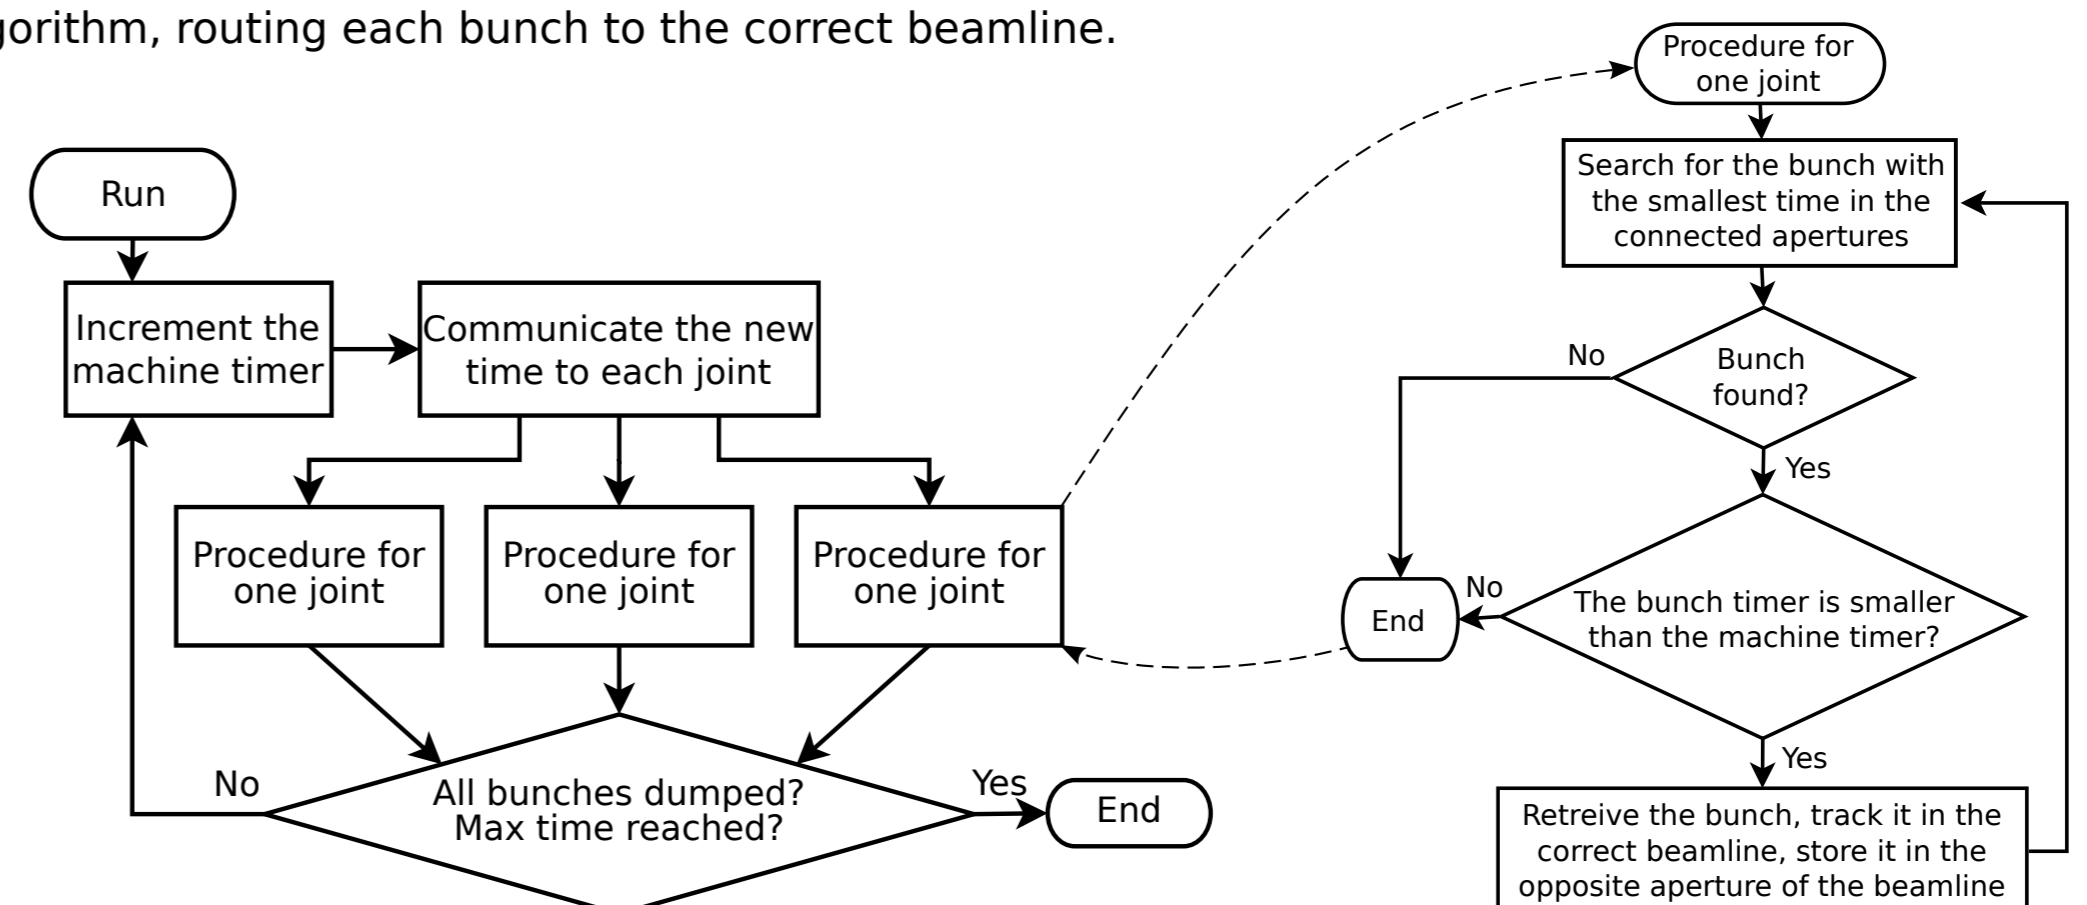 routing each bunch to the correct beamline.
Run
Increment the
machine timer
Communicate the new
time to each joint
Procedure for
one joint
Procedure for
one joint
Procedure for
one joint
All bunches dumped?
Max time reached?
No
Yes
End
Procedure for
one joint
Search for the bunch with
the smallest time in the
connected apertures
Bunch
found?
No
Yes
The bunch timer is smaller
than the machine timer?
No
End
Yes
Retreive the bunch, track it in the
correct beamline, store it in the
opposite aperture of the beamline